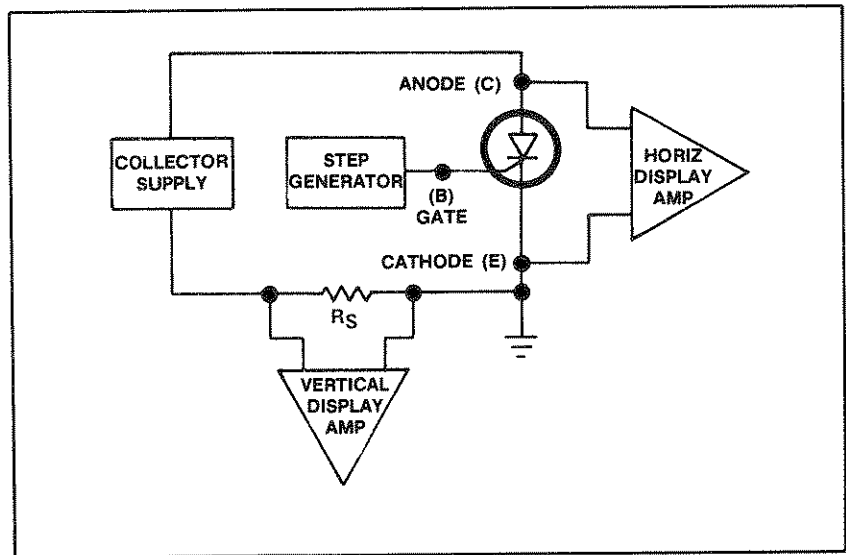 ANODE (C)
COLLECTOR
SUPPLY
STEP
GENERATOR
(B)
GATE
HORIZ
DISPLAY
AMP
CATHODE (E)
RS
VERTICAL
DISPLAY
AMP